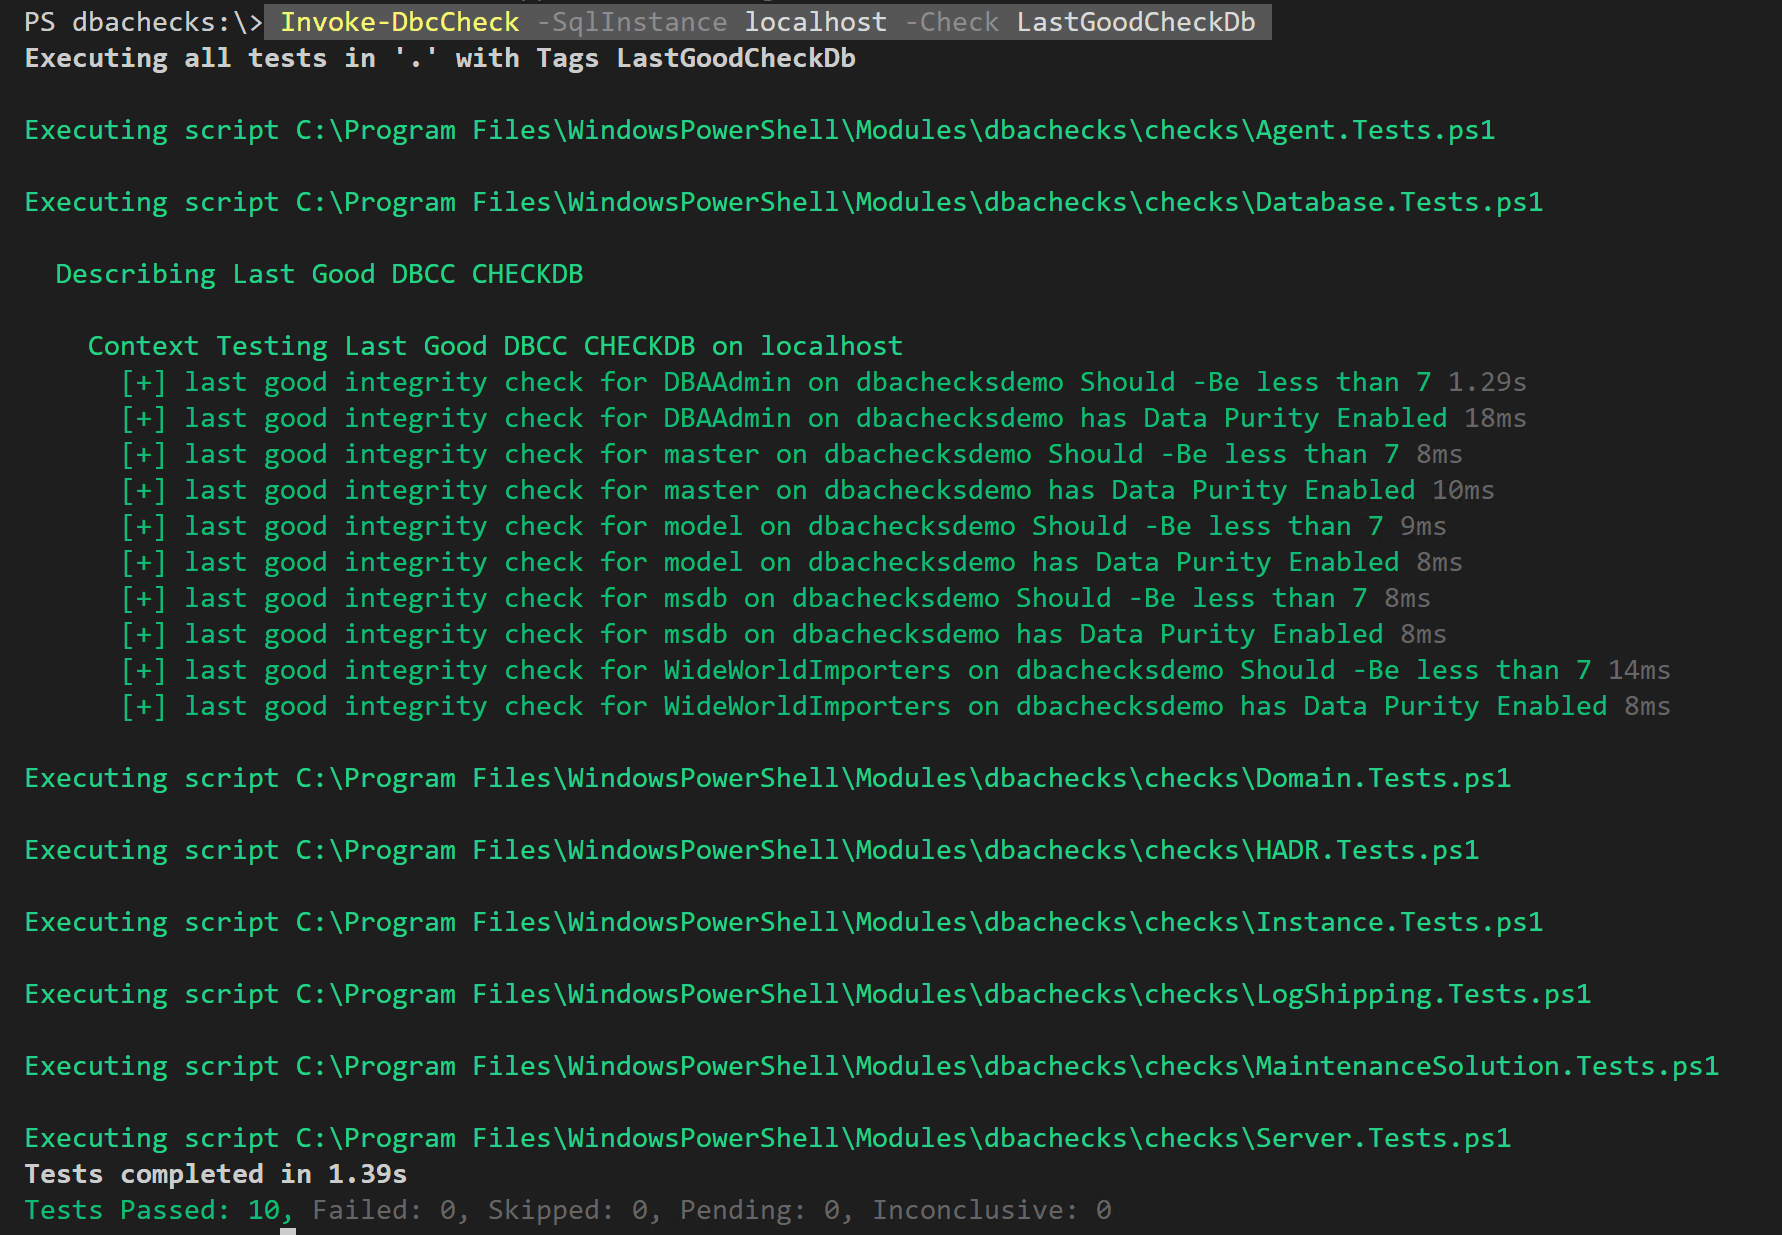 PS dbachecks:\> Invoke-DbcCheck -SqlInstance localhost -Check LastGoodCheckDb
Executing all tests in '.' with Tags LastGoodCheckDb
Executing script C:\Program Files\WindowsPowerShell\Modules\dbachecks\checks\Agent.Tests.ps1
Executing script C:\Program Files\WindowsPowerShell\Modules\dbachecks\checks\Database.Tests.ps1
Describing Last Good DBCC CHECKDB
Context Testing Last Good DBCC CHECKDB on localhost
[+] last good integrity check for DBAAdmin on dbachecksdemo Should -Be less than 7 1.29s
[+] last good integrity check for DBAAdmin on dbachecksdemo has Data Purity Enabled 18ms
[+] last good integrity check for master on dbachecksdemo Should -Be less than 7 8ms
[+] last good integrity check for master on dbachecksdemo has Data Purity Enabled 10ms
[+] last good integrity check for model on dbachecksdemo Should -Be less than 7 9ms
[+] last good integrity check for model on dbachecksdemo has Data Purity Enabled 8ms
[+] last good integrity check for msdb on dbachecksdemo Should -Be less than 7 8ms
[+] last good integrity check for msdb on dbachecksdemo has Data Purity Enabled 8ms
[+] last good integrity check for WideWorldImporters on dbachecksdemo Should -Be less than 7 14ms
[+] last good integrity check for WideWorldImporters on dbachecksdemo has Data Purity Enabled 8ms
Executing script C:\Program Files\WindowsPowerShell\Modules\dbachecks\checks\Domain.Tests.ps1
Executing script C:\Program Files\WindowsPowerShell\Modules\dbachecks\checks\HADR.Tests.ps1
Executing script C:\Program Files\WindowsPowerShell\Modules\dbachecks\checks\Instance.Tests.ps1
Executing script C:\Program Files\WindowsPowerShell\Modules\dbachecks\checks\LogShipping.Tests.ps1
Executing script C:\Program Files\WindowsPowerShell\Modules\dbachecks\checks\MaintenanceSolution.Tests.ps1
Executing script C:\Program Files\WindowsPowerShell\Modules\dbachecks\checks\Server.Tests.ps1
Tests completed in 1.39s
Tests Passed: 10, Failed: 0, Skipped: 0, Pending: 0, Inconclusive: 0